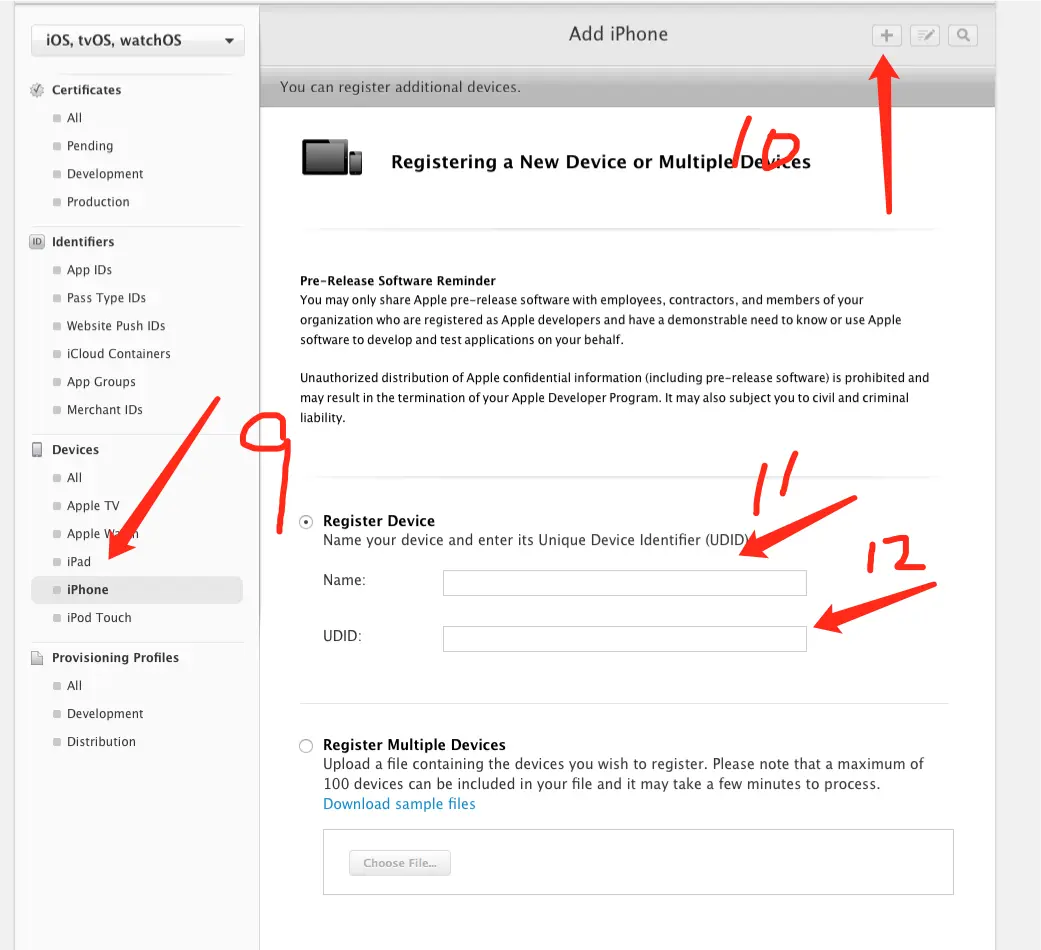 iOS, tvOS, watchOS
Certificates
All
Pending
Development
Production
ID Identifiers
App IDs
Pass Type IDs
Website Push IDs
iCloud Containers
App Groups
Merchant IDs
Devices
All
Apple TV
Apple Watch
iPad
iPhone
iPod Touch
Provisioning Profiles
All
Development
Distribution
Add iPhone
You can register additional devices.
10
Registering a New Device or Multiple Devices
Pre-Release Software Reminder
You may only share Apple pre-release software with employees, contractors, and members of your
organization who are registered as Apple developers and have a demonstrable need to know or use Apple
software to develop and test applications on your behalf.
Unauthorized distribution of Apple confidential information (including pre-release software) is prohibited and
may result in the termination of your Apple Developer Program. It may also subject you to civil and criminal
liability.
9
11
Register Device
Name your device and enter its Unique Device Identifier (UDID)
12
Name:
UDID:
Register Multiple Devices
Upload a file containing the devices you wish to register. Please note that a maximum of
100 devices can be included in your file and it may take a few minutes to process.
Download sample files
Choose File...